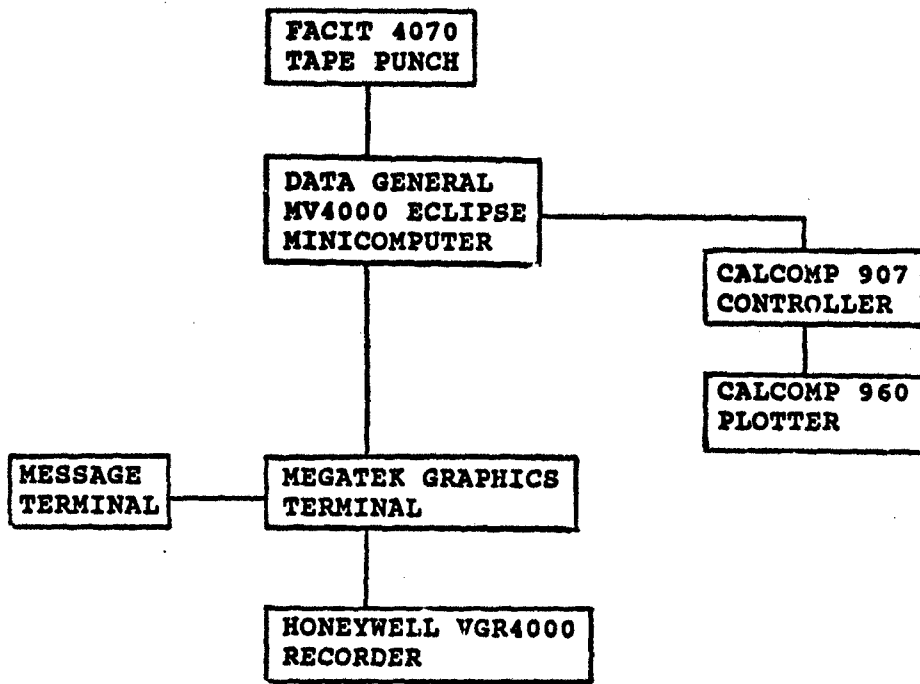 FACIT 4070
TAPE PUNCH
DATA GENERAL
MV4000 ECLIPSE
MINICOMPUTER
CALCOMP 907
CONTROLLER
CALCOMP 960
PLOTTER
MESSAGE
TERMINAL
MEGATEK GRAPHICS
TERMINAL
HONEYWELL VGR4000
RECORDER